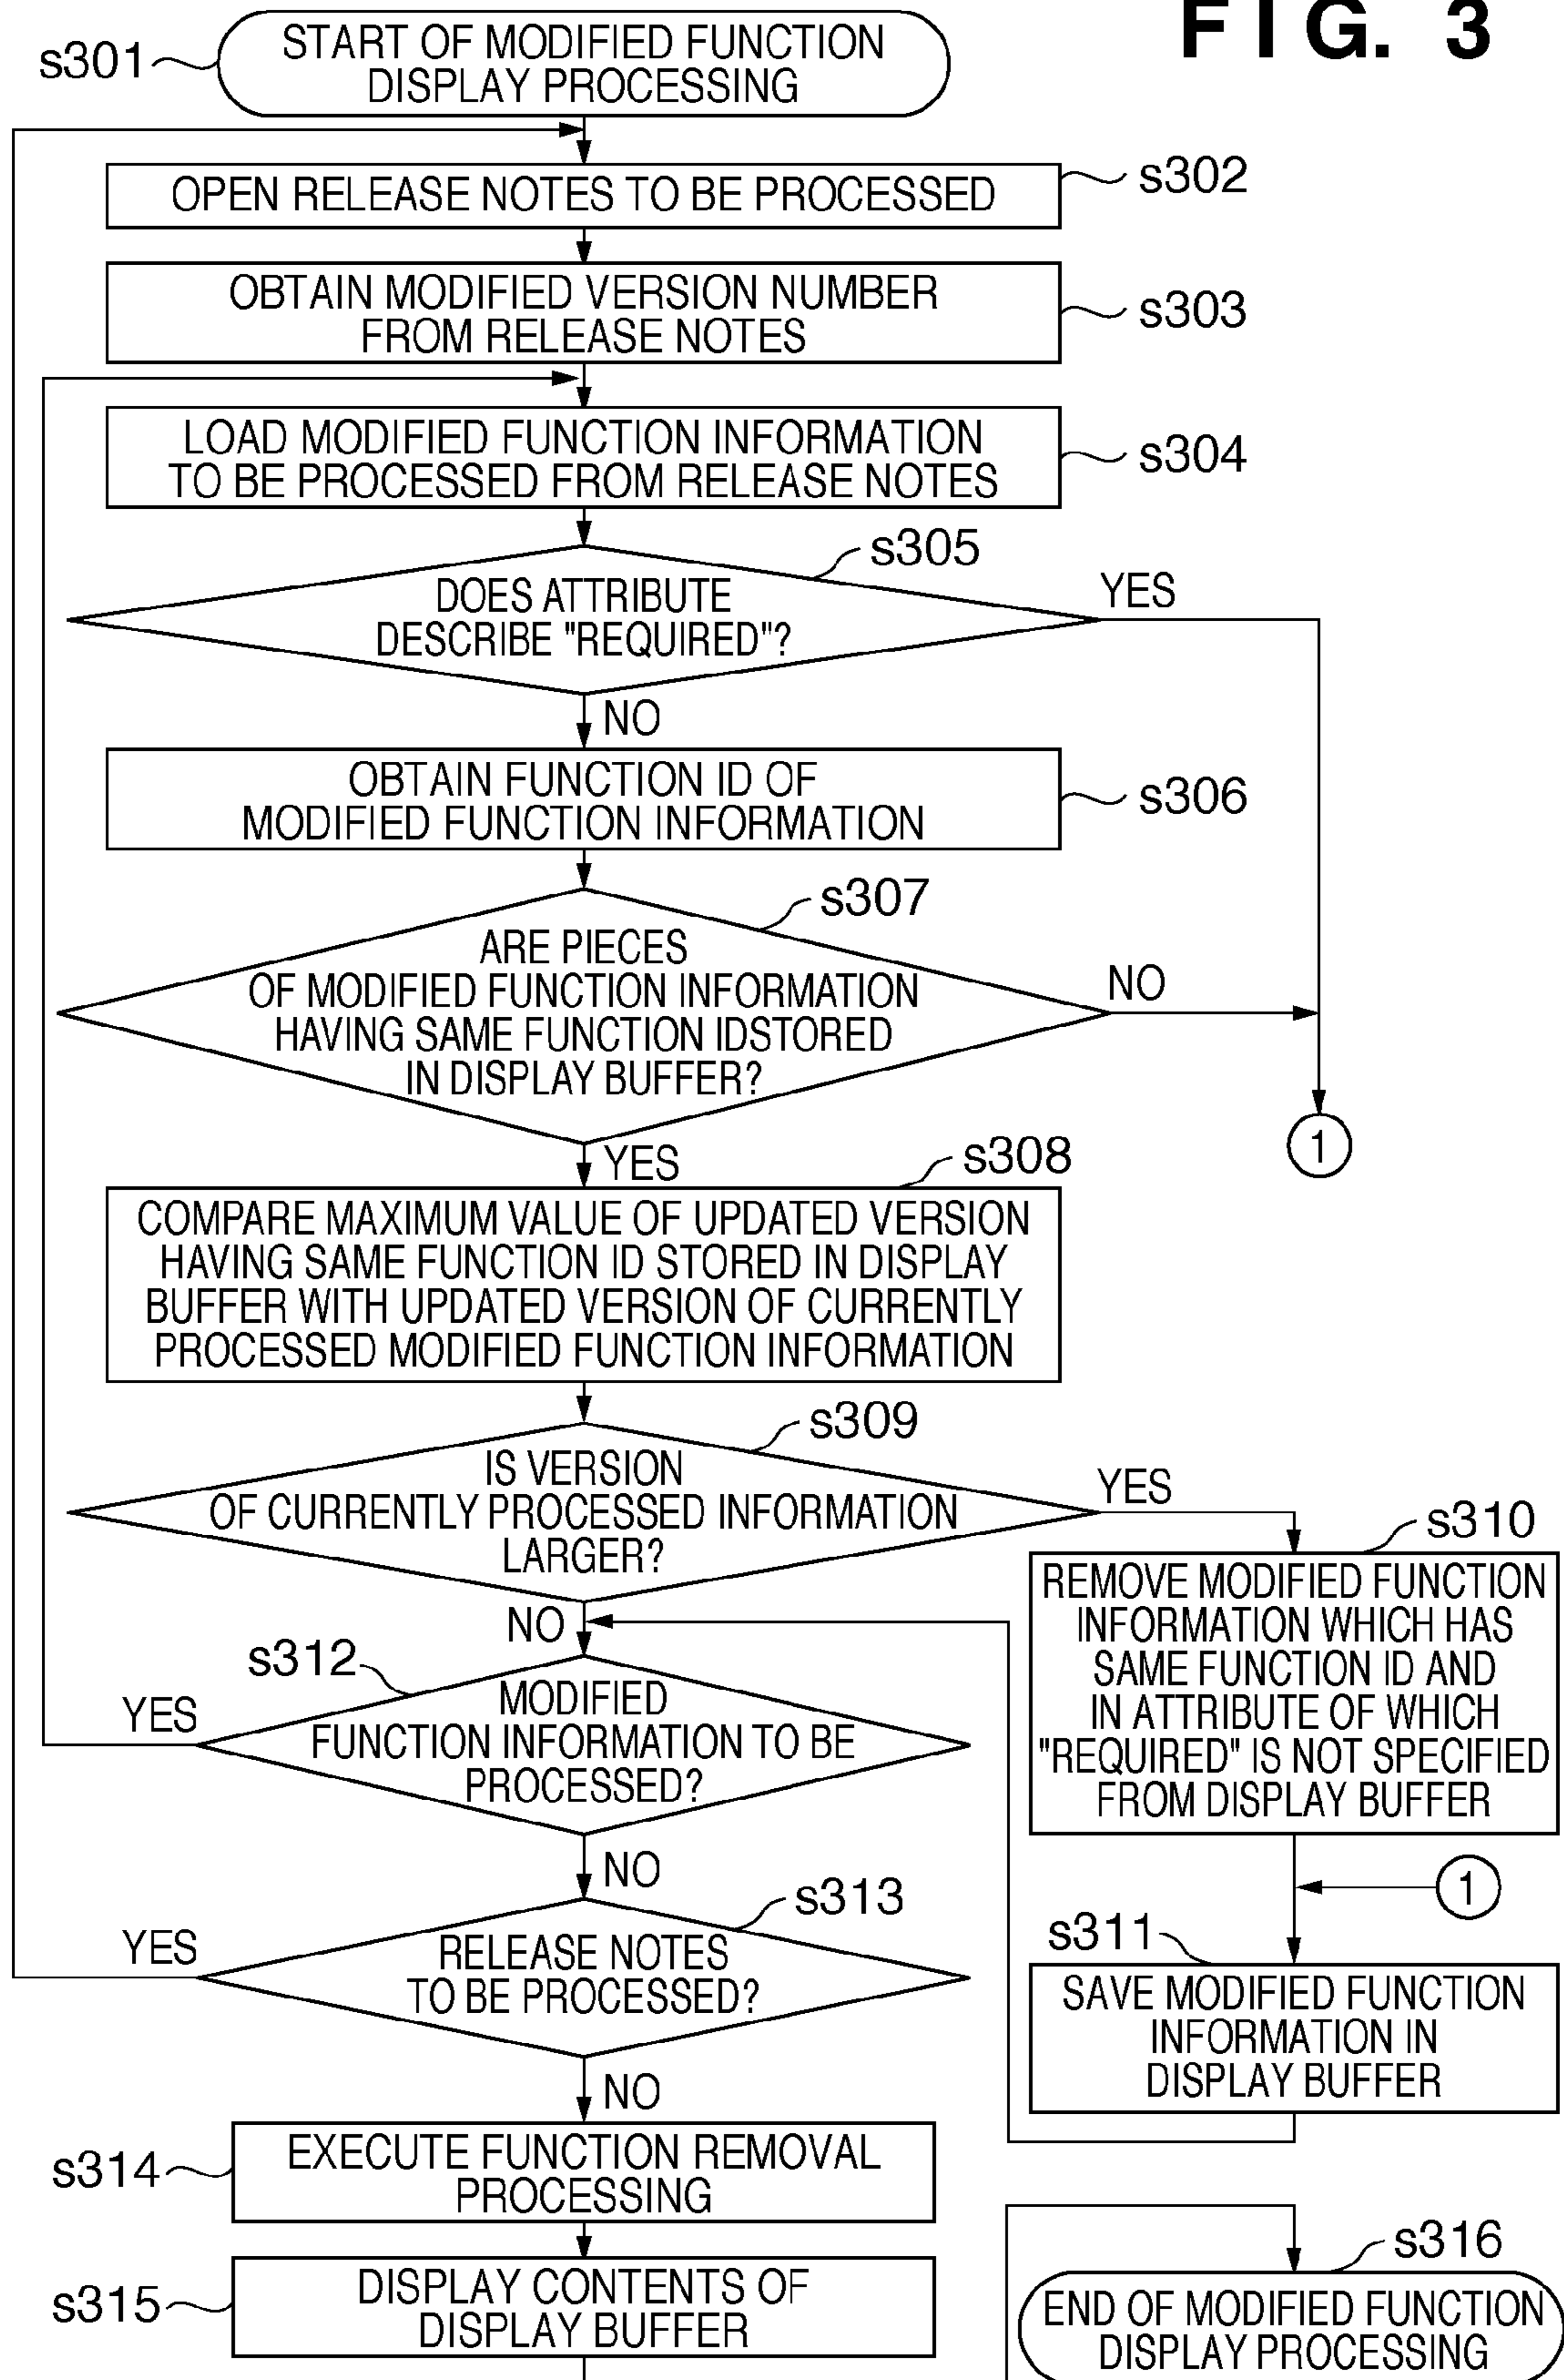 FIG. 3
s301
START OF MODIFIED FUNCTION
DISPLAY PROCESSING
OPEN RELEASE NOTES TO BE PROCESSED
s302
OBTAIN MODIFIED VERSION NUMBER
FROM RELEASE NOTES
s303
LOAD MODIFIED FUNCTION INFORMATION
TO BE PROCESSED FROM RELEASE NOTES
s304
s305
DOES ATTRIBUTE
DESCRIBE "REQUIRED"?
YES
NO
OBTAIN FUNCTION ID OF
MODIFIED FUNCTION INFORMATION
s306
s307
ARE PIECES
OF MODIFIED FUNCTION INFORMATION
HAVING SAME FUNCTION IDSTORED
IN DISPLAY BUFFER?
NO
1
YES
s308
COMPARE MAXIMUM VALUE OF UPDATED VERSION
HAVING SAME FUNCTION ID STORED IN DISPLAY
BUFFER WITH UPDATED VERSION OF CURRENTLY
PROCESSED MODIFIED FUNCTION INFORMATION
s309
IS VERSION
OF CURRENTLY PROCESSED INFORMATION
LARGER?
YES
NO
s310
REMOVE MODIFIED FUNCTION
INFORMATION WHICH HAS
SAME FUNCTION ID AND
IN ATTRIBUTE OF WHICH
"REQUIRED" IS NOT SPECIFIED
FROM DISPLAY BUFFER
s312
MODIFIED
FUNCTION INFORMATION TO BE
PROCESSED?
YES
NO
1
s311
SAVE MODIFIED FUNCTION
INFORMATION IN
DISPLAY BUFFER
s313
RELEASE NOTES
TO BE PROCESSED?
YES
NO
s314
EXECUTE FUNCTION REMOVAL
PROCESSING
s315
DISPLAY CONTENTS OF
DISPLAY BUFFER
s316
END OF MODIFIED FUNCTION
DISPLAY PROCESSING